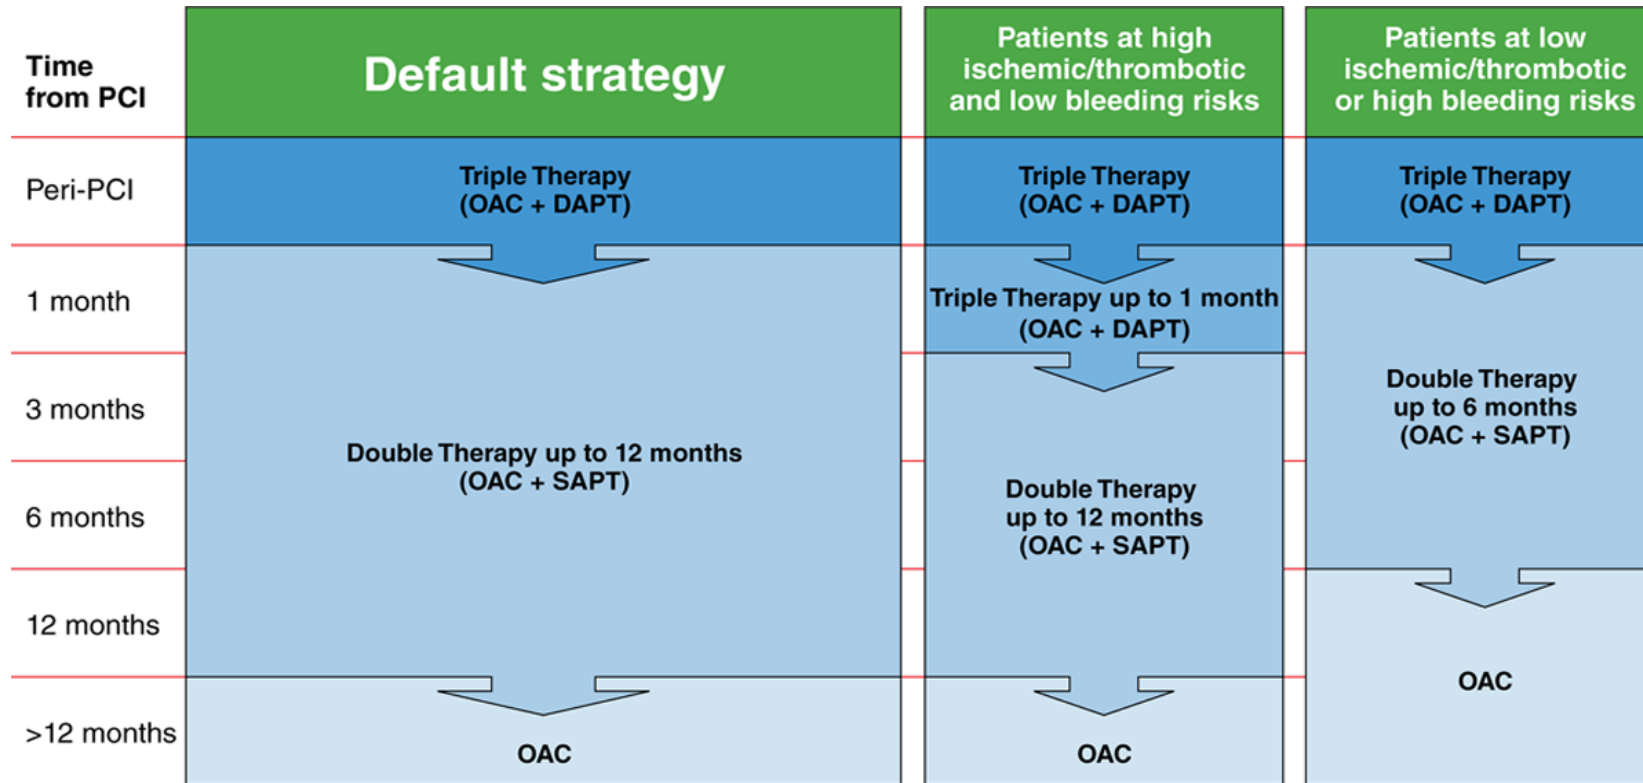 Time
from PCI
Default strategy
Patients at high
ischemic/thrombotic
and low bleeding risks
Patients at low
ischemic/thrombotic
or high bleeding risks
Peri-PCI
Triple Therapy
(OAC + DAPT)
Triple Therapy
(OAC + DAPT)
Triple Therapy
(OAC + DAPT)
1 month
Triple Therapy up to 1 month
(OAC + DAPT)
3 months
Double Therapy up to 12 months
(OAC + SAPT)
Double Therapy
up to 6 months
(OAC + SAPT)
6 months
Double Therapy
up to 12 months
(OAC + SAPT)
12 months
OAC
>12 months
OAC
OAC